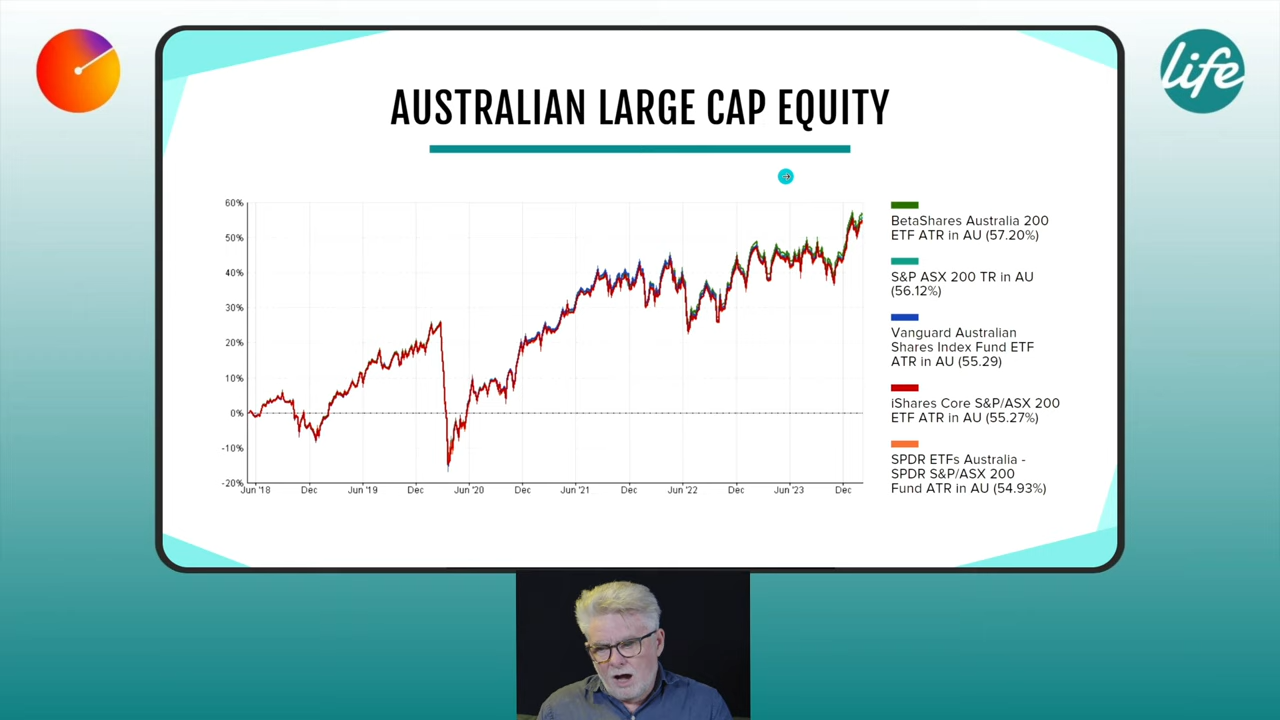 life
AUSTRALIAN LARGE CAP EQUITY
60%
50%
40%
30%
20%
10%
0%
-10%
-20%
Jun '18
Dec
Jun '19
Dec
Jun '20
Dec
Jun '21
Dec
Jun '22
Dec
Jun '23
Dec
BetaShares Australia 200
ETF ATR in AU (57.20%)
S&P ASX 200 TR in AU
(56.12%)
Vanguard Australian
Shares Index Fund ETF
ATR in AU (55.29)
iShares Core S&P/ASX 200
ETF ATR in AU (55.27%)
SPDR ETFs Australia -
SPDR S&P/ASX 200
Fund ATR in AU (54.93%)